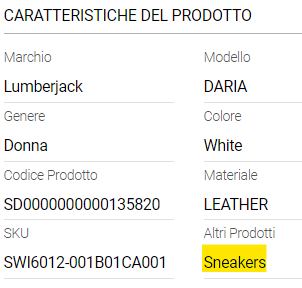 CARATTERISTICHE DEL PRODOTTO
Marchio
Modello
Lumberjack
DARIA
Genere
Colore
Donna
White
Codice Prodotto
Materiale
SD0000000000135820
LEATHER
SKU
Altri Prodotti
SWI6012-001B01CA001
Sneakers